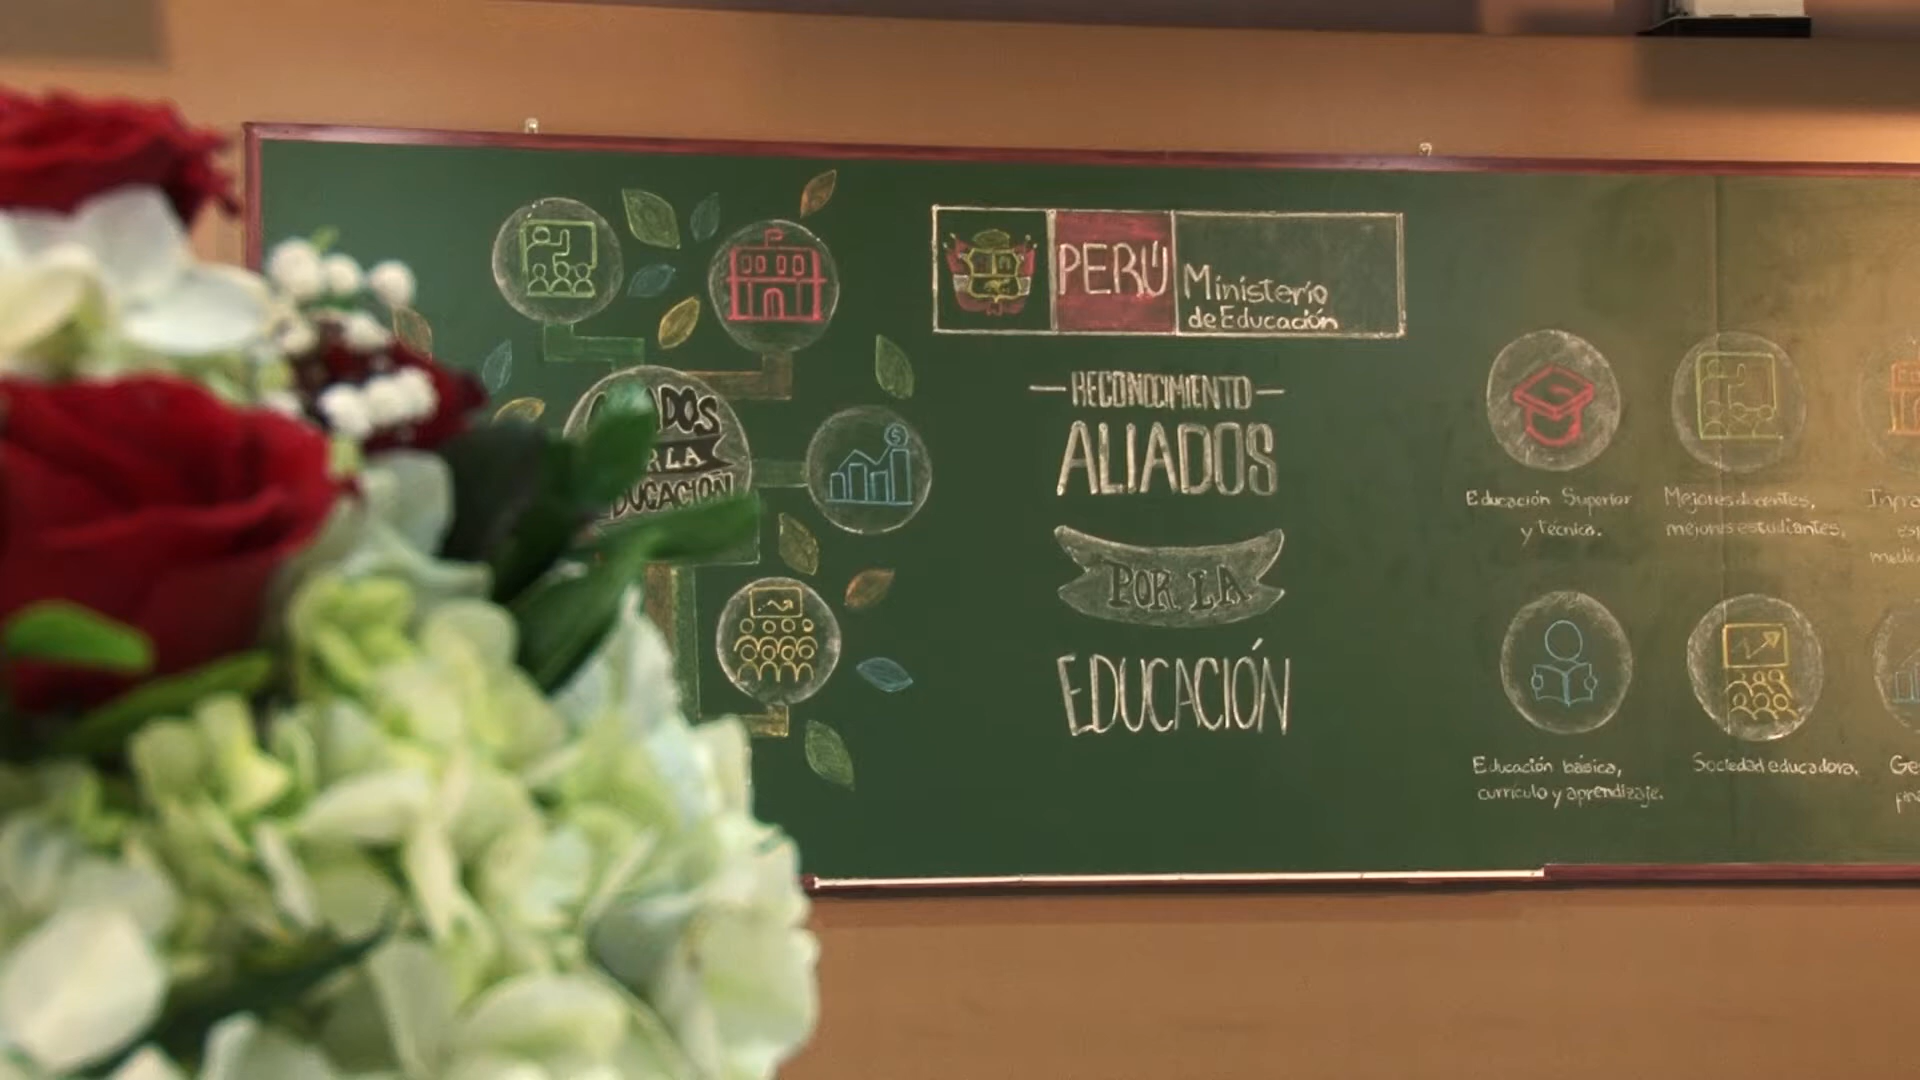 PERÚ
Ministerio
de Educación
RECONOCIMIENTO
ALIADOS
POR LA
EDUCACIÓN
LA
Educación Superior
y Técnica.
Mejores docentes,
mejores estudiantes.
Educación básica,
currículo y aprendizaje.
Sociedad educadora.